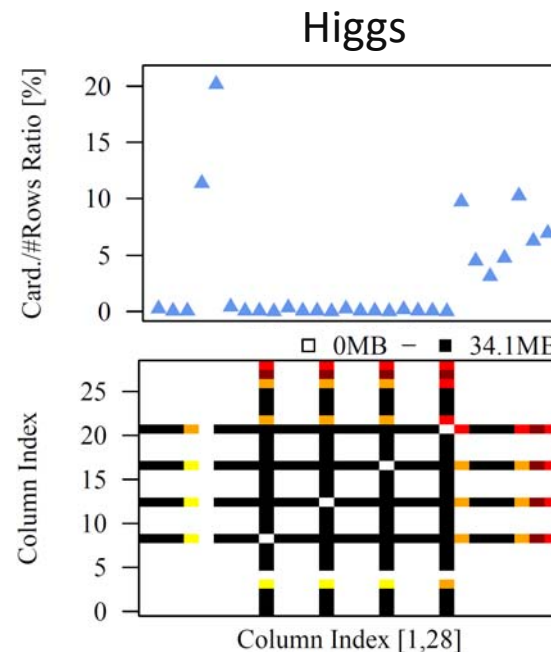 Higgs
Card./#Rows Ratio [%]
20
15
10
5
0
0MB – 34.1MB
Column Index
25
20
15
10
5
0
Column Index [1,28]